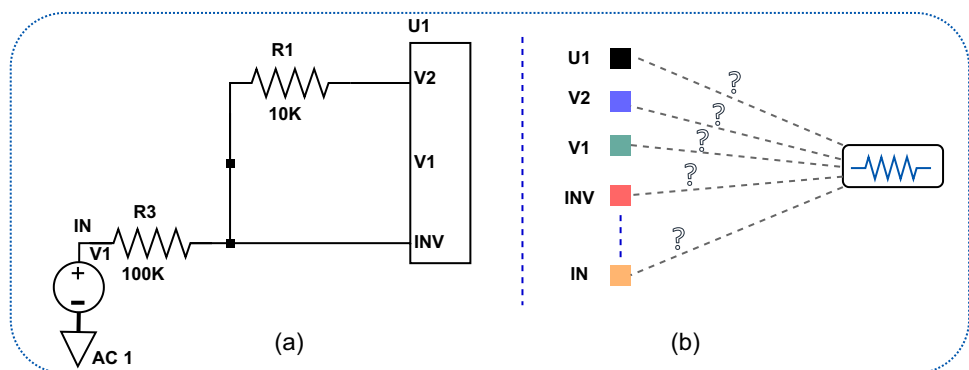 U1
R1
V2
10K
V1
IN
R3
INV
V1
100K
+
AC 1
(a)
U1
V2
V1
INV
IN
?
?
?
?
?
(b)